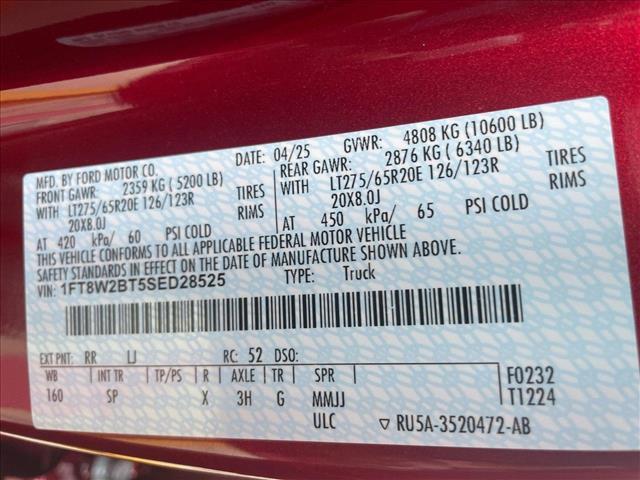 MFD. BY FORD MOTOR CO. DATE: 04/25 GVWR: 4808 KG (10600 LB)
FRONT GAWR: 2359 KG ( 5200 LB) REAR GAWR: 2876 KG ( 6340 LB)
WITH LT275/65R20E 126/123R TIRES WITH LT275/65R20E 126/123R TIRES
20X8.0J RIMS 20X8.0J RIMS
AT 420 kPa/ 60 PSI COLD AT 450 kPa/ 65 PSI COLD
THIS VEHICLE CONFORMS TO ALL APPLICABLE FEDERAL MOTOR VEHICLE
SAFETY STANDARDS IN EFFECT ON THE DATE OF MANUFACTURE SHOWN ABOVE.
VIN: 1FT8W2BT5SED28525 TYPE: Truck
EXT PNT: RR LJ RC: 52 DSO:
WB INT TR TP/PS R AXLE TR SPR F0232
160 SP X 3H G MMJJ T1224
ULC ▽ RU5A-3520472-AB